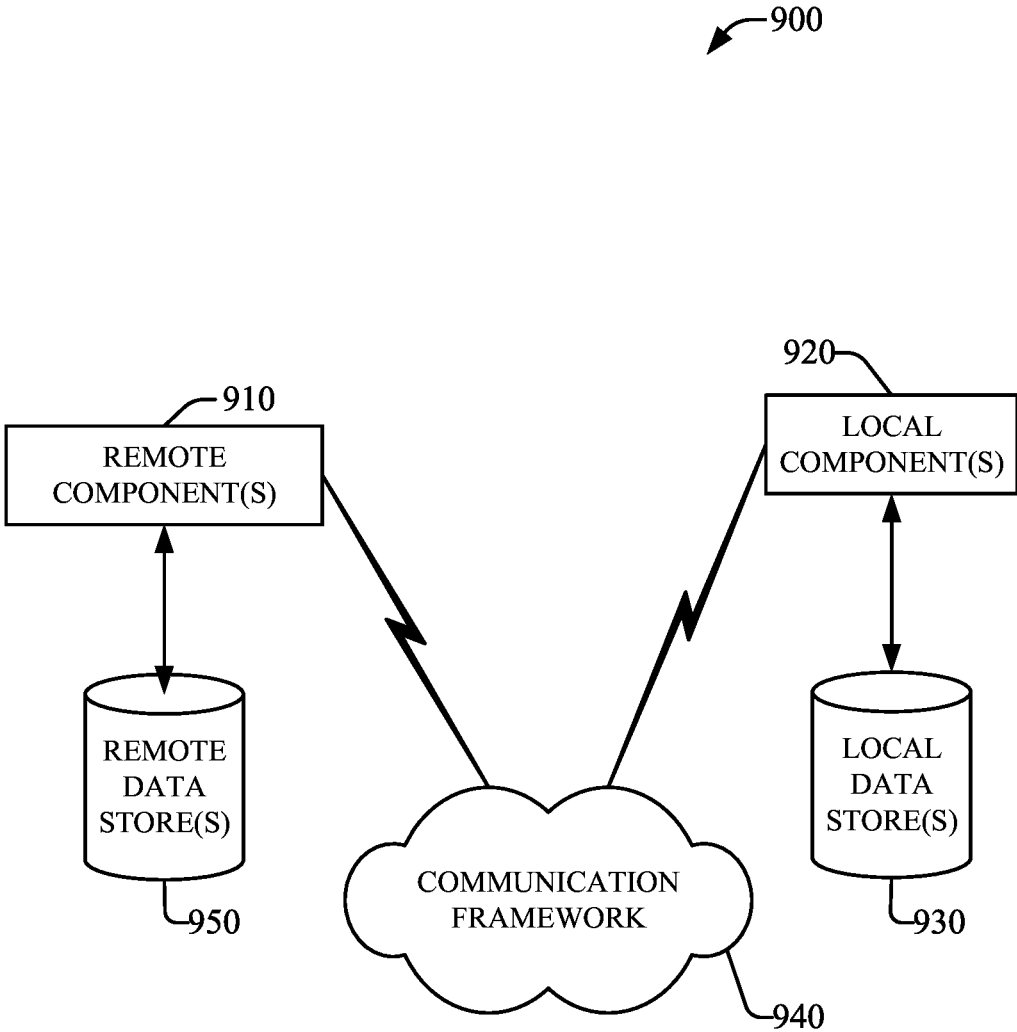 900
920
910
LOCAL
COMPONENT(S)
REMOTE
COMPONENT(S)
REMOTE
DATA
STORE(S)
LOCAL
DATA
STORE(S)
COMMUNICATION
FRAMEWORK
950
930
940